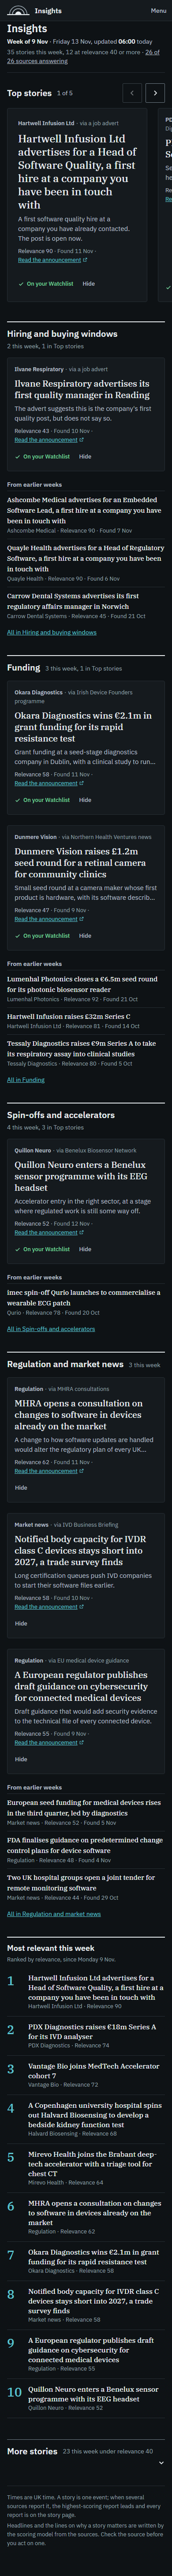 Insights
Menu
Insights
Week of 9 Nov · Friday 13 Nov, updated 06:00 today
35 stories this week, 12 at relevance 40 or more · 26 of
26 sources answering
Top stories 1 of 5
Hartwell Infusion Ltd · via a job advert
Hartwell Infusion Ltd
advertises for a Head of
Software Quality, a first
hire at a company you
have been in touch
with
A first software quality hire at a
company you have already contacted.
The post is open now.
Relevance 90 · Found 11 Nov ·
Read the announcement
On your Watchlist Hide
Hiring and buying windows
2 this week, 1 in Top stories
Ilvane Respiratory · via a job advert
Ilvane Respiratory advertises its
first quality manager in Reading
The advert suggests this is the company's first
quality post, but does not say so.
Relevance 43 · Found 10 Nov ·
Read the announcement
On your Watchlist Hide
From earlier weeks
Ashcombe Medical advertises for an Embedded
Software Lead, a first hire at a company you have
been in touch with
Ashcombe Medical · Relevance 90 · Found 7 Nov
Quayle Health advertises for a Head of Regulatory
Software, a first hire at a company you have been
in touch with
Quayle Health · Relevance 90 · Found 6 Nov
Carrow Dental Systems advertises its first
regulatory affairs manager in Norwich
Carrow Dental Systems · Relevance 45 · Found 21 Oct
All in Hiring and buying windows
Funding 3 this week, 1 in Top stories
Okara Diagnostics · via Irish Device Founders
programme
Okara Diagnostics wins €2.1m in
grant funding for its rapid
resistance test
Grant funding at a seed-stage diagnostics
company in Dublin, with a clinical study to run…
Relevance 58 · Found 11 Nov ·
Read the announcement
On your Watchlist Hide
Dunmere Vision · via Northern Health Ventures news
Dunmere Vision raises £1.2m
seed round for a retinal camera
for community clinics
Small seed round at a camera maker whose first
product is hardware, with its software describ…
Relevance 47 · Found 9 Nov ·
Read the announcement
On your Watchlist Hide
From earlier weeks
Lumenhal Photonics closes a €6.5m seed round
for its photonic biosensor reader
Lumenhal Photonics · Relevance 92 · Found 21 Oct
Hartwell Infusion raises £32m Series C
Hartwell Infusion Ltd · Relevance 81 · Found 14 Oct
Tessaly Diagnostics raises €9m Series A to take
its respiratory assay into clinical studies
Tessaly Diagnostics · Relevance 80 · Found 5 Oct
All in Funding
Spin-offs and accelerators
4 this week, 3 in Top stories
Quillon Neuro · via Benelux Biosensor Network
Quillon Neuro enters a Benelux
sensor programme with its EEG
headset
Accelerator entry in the right sector, at a stage
where regulated work is still some way off.
Relevance 52 · Found 12 Nov ·
Read the announcement
On your Watchlist Hide
From earlier weeks
imec spin-off Qurio launches to commercialise a
wearable ECG patch
Qurio · Relevance 79 · Found 20 Oct
All in Spin-offs and accelerators
Regulation and market news 3 this week
Regulation · via MHRA consultations
MHRA opens a consultation on
changes to software in devices
already on the market
A change to how software updates are handled
would alter the regulatory plan of every UK…
Relevance 62 · Found 11 Nov ·
Read the announcement
Hide
Market news · via IVD Business Briefing
Notified body capacity for IVDR
class C devices stays short into
2027, a trade survey finds
Long certification queues push IVD companies
to start their software files earlier.
Relevance 58 · Found 10 Nov ·
Read the announcement
Hide
Regulation · via EU medical device guidance
A European regulator publishes
draft guidance on cybersecurity
for connected medical devices
Draft guidance that would add security evidence
to the technical file of every connected device.
Relevance 55 · Found 9 Nov ·
Read the announcement
Hide
From earlier weeks
European seed funding for medical devices rises
in the third quarter, led by diagnostics
Market news · Relevance 52 · Found 5 Nov
FDA finalises guidance on predetermined change
control plans for device software
Regulation · Relevance 48 · Found 4 Nov
Two UK hospital groups open a joint tender for
remote monitoring software
Market news · Relevance 44 · Found 29 Oct
All in Regulation and market news
Most relevant this week
Ranked by relevance, since Monday 9 Nov.
1 Hartwell Infusion Ltd advertises for a
Head of Software Quality, a first hire at a
company you have been in touch with
Hartwell Infusion Ltd · Relevance 90
2 PDX Diagnostics raises €18m Series A
for its IVD analyser
PDX Diagnostics · Relevance 74
3 Vantage Bio joins MedTech Accelerator
cohort 7
Vantage Bio · Relevance 72
4 A Copenhagen university hospital spins
out Halvard Biosensing to develop a
bedside kidney function test
Halvard Biosensing · Relevance 68
5 Mirevo Health joins the Brabant deep-
tech accelerator with a triage tool for
chest CT
Mirevo Health · Relevance 64
6 MHRA opens a consultation on changes
to software in devices already on the
market
Regulation · Relevance 62
7 Okara Diagnostics wins €2.1m in grant
funding for its rapid resistance test
Okara Diagnostics · Relevance 58
8 Notified body capacity for IVDR class C
devices stays short into 2027, a trade
survey finds
Market news · Relevance 58
9 A European regulator publishes draft
guidance on cybersecurity for
connected medical devices
Regulation · Relevance 55
10 Quillon Neuro enters a Benelux sensor
programme with its EEG headset
Quillon Neuro · Relevance 52
More stories 23 this week under relevance 40
Times are UK time. A story is one event; when several
sources report it, the highest-scoring report leads and every
report is on the story page.
Headlines and the lines on why a story matters are written by
the scoring model from the sources. Check the source before
you act on one.